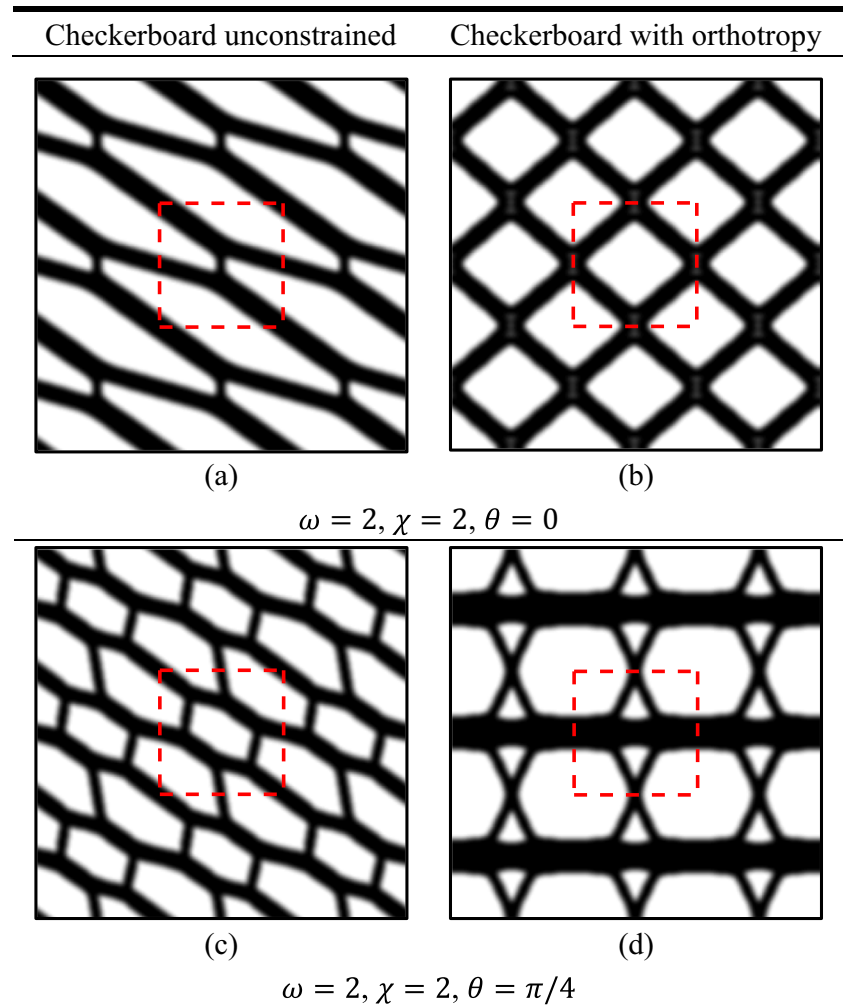 Checkerboard unconstrained Checkerboard with orthotropy
(a) (b)
𝜔 = 2, 𝜒 = 2, 𝜃 = 0
(c) (d)
𝜔 = 2, 𝜒 = 2, 𝜃 = 𝜋/4